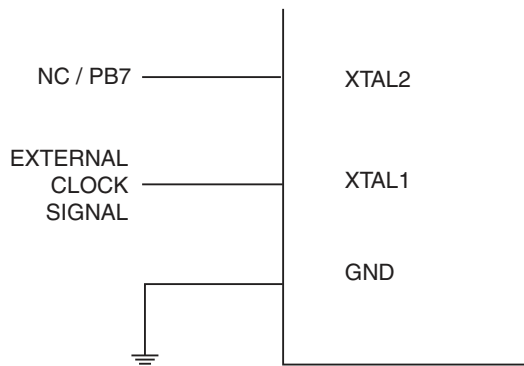 NC / PB7
XTAL2
EXTERNAL
CLOCK
SIGNAL
XTAL1
GND